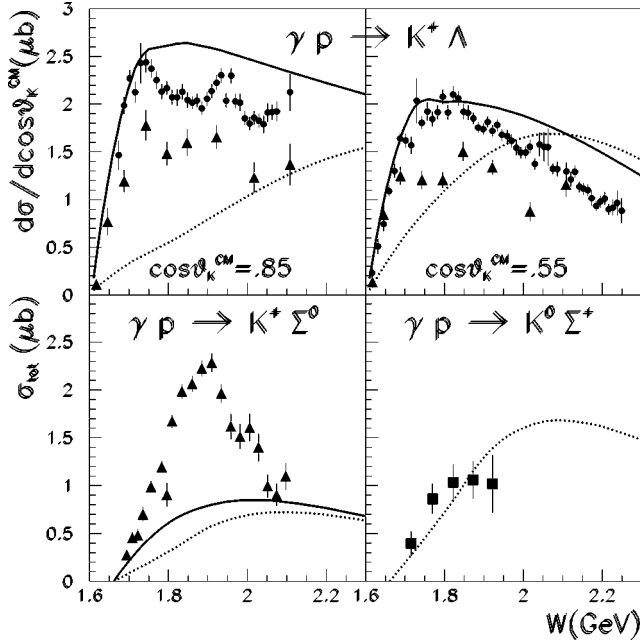 dσ/dcosϑ_K^CM(μb)
3
2.5
2
1.5
1
0.5
0
γ p → K⁺ Λ
cosϑ_K^CM=.85
cosϑ_K^CM=.55
σ_tot (μb)
2.5
2
1.5
1
0.5
0
γ p → K⁺ Σ⁰
γ p → K⁰ Σ⁺
1.6 1.8 2 2.2 1.6 1.8 2 2.2
W(GeV)